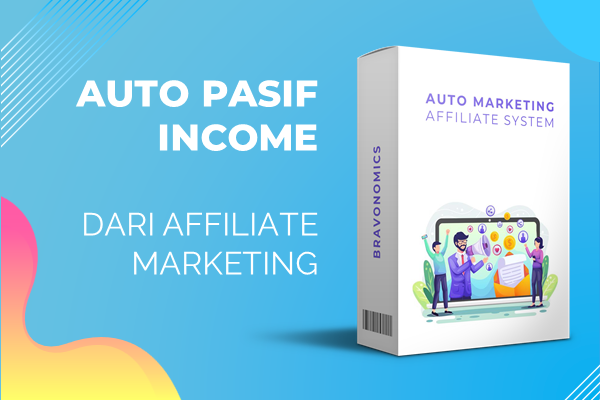 AUTO PASIF
INCOME
DARI AFFILIATE
MARKETING
AUTO MARKETING
AFFILIATE SYSTEM
BRAVONOMICS